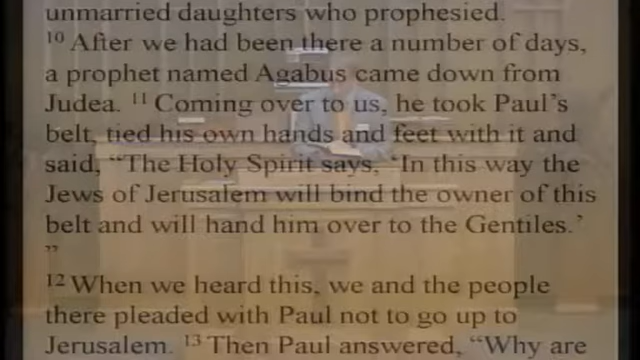 unmarried daughters who prophesied.
10 After we had been there a number of days,
a prophet named Agabus came down from
Judea. 11 Coming over to us, he took Paul's
belt, tied his own hands and feet with it and
said, “The Holy Spirit says, ‘In this way the
Jews of Jerusalem will bind the owner of this
belt and will hand him over to the Gentiles.’
”
12 When we heard this, we and the people
there pleaded with Paul not to go up to
Jerusalem. 13 Then Paul answered, “Why are